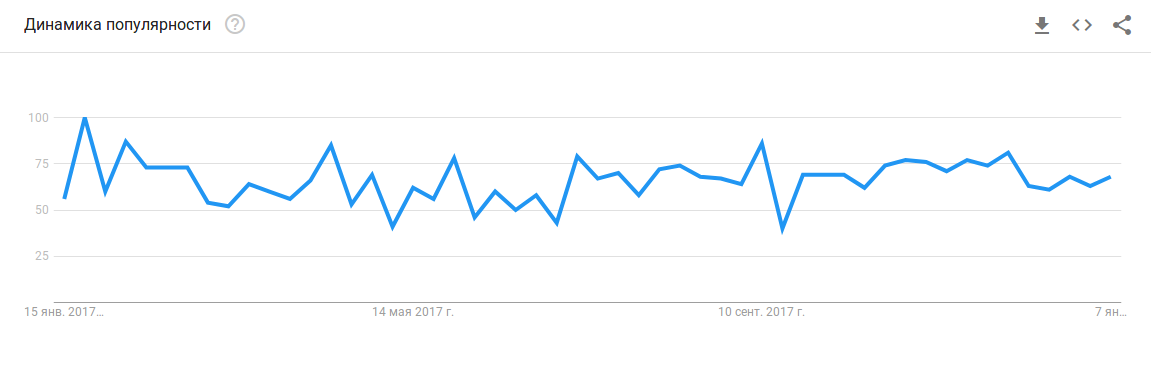 Динамика популярности
100
75
50
25
15 янв. 2017…
14 мая 2017 г.
10 сент. 2017 г.
7 ян…